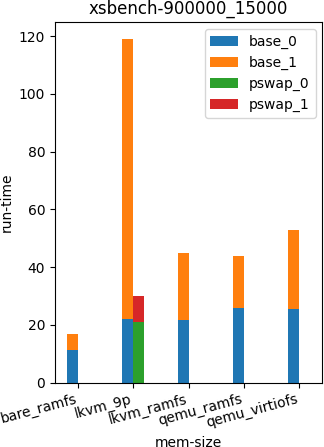 xsbench-900000_15000
base_0
base_1
pswap_0
pswap_1
120
100
80
60
40
20
0
run-time
bare_ramfs
lkvm_9p
lkvm_ramfs
qemu_ramfs
qemu_virtiofs
mem-size